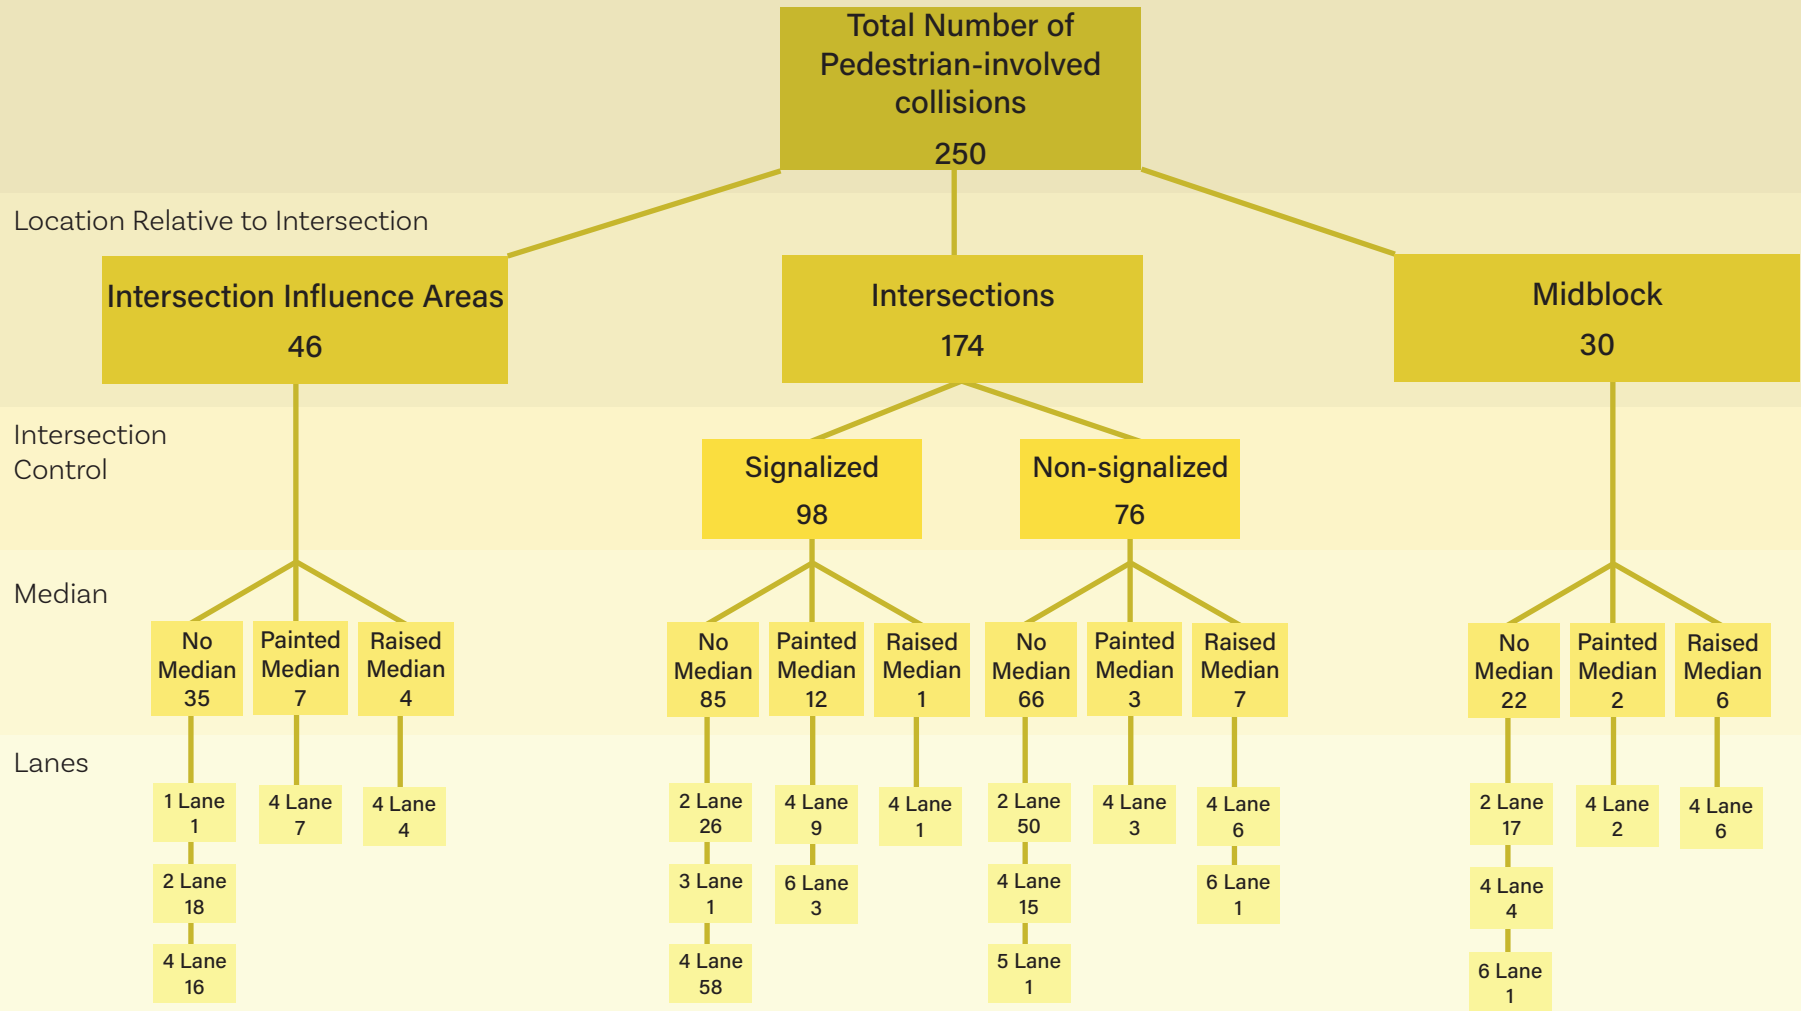 Total Number of
Pedestrian-involved
collisions
250
Location Relative to Intersection
Intersection Influence Areas
46
Intersections
174
Midblock
30
Intersection
Control
Signalized
98
Non-signalized
76
Median
No
Median
35
Painted
Median
7
Raised
Median
4
No
Median
85
Painted
Median
12
Raised
Median
1
No
Median
66
Painted
Median
3
Raised
Median
7
No
Median
22
Painted
Median
2
Raised
Median
6
Lanes
1 Lane
1
2 Lane
18
4 Lane
16
4 Lane
7
4 Lane
4
2 Lane
26
3 Lane
1
4 Lane
58
4 Lane
9
6 Lane
3
4 Lane
1
2 Lane
50
4 Lane
15
5 Lane
1
4 Lane
3
4 Lane
6
6 Lane
1
2 Lane
17
4 Lane
4
6 Lane
1
4 Lane
2
4 Lane
6